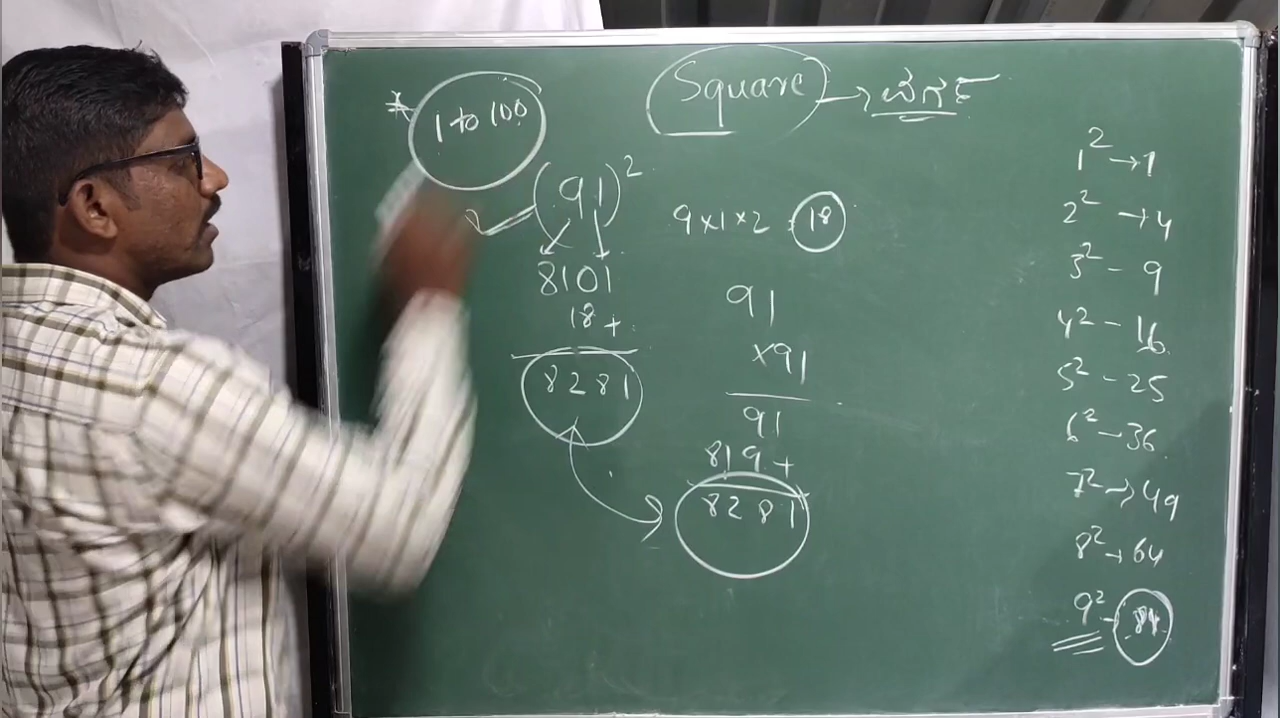 Square → ವರ್ಗ
* 1 to 100
(91)²
8101
18+
8281
9×1×2 18
91
×91
91
819+
8281
1² → 1
2² → 4
3² - 9
4² - 16
5² - 25
6² - 36
7² → 49
8² → 64
9² - 81